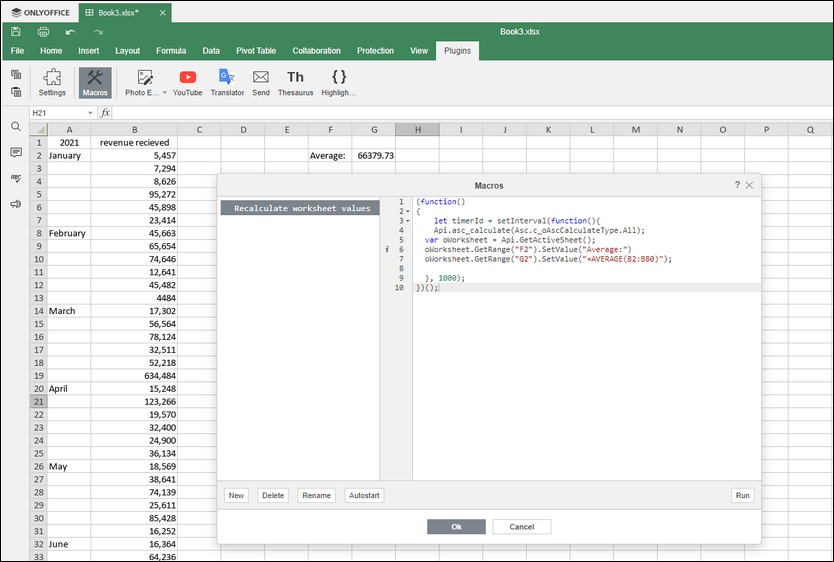 ONLYOFFICE Book3.xlsx* ×
Book3.xlsx
File Home Insert Layout Formula Data Pivot Table Collaboration Protection View Plugins
Th { }
Settings Macros Photo E... YouTube Translator Send Thesaurus Highligh...
H21 fx
A B C D E F G H I J K L M N O P Q
1 2021 revenue recieved
2 January 5,457 Average: 66379.73
3 7,294
4 8,626
5 95,272
6 45,898
7 23,414
8 February 45,663
9 65,654
10 74,646
11 12,641
12 45,482
13 4484
14 March 17,302
15 56,564
16 78,124
17 32,511
18 52,218
19 634,484
20 April 15,248
21 123,266
22 19,570
23 32,400
24 24,900
25 36,134
26 May 18,569
27 38,641
28 74,139
29 25,611
30 85,428
31 16,252
32 June 16,364
33 64,236
Macros ? ×
Recalculate worksheet values
1 (function()
2 {
3 let timerId = setInterval(function(){
4 Api.asc_calculate(Asc.c_oAscCalculateType.All);
5 var oWorksheet = Api.GetActiveSheet();
i 6 oWorksheet.GetRange("F2").SetValue("Average:")
7 oWorksheet.GetRange("G2").SetValue("=AVERAGE(B2:B80)");
8
9 }, 1000);
10 })();
New Delete Rename Autostart Run
Ok Cancel